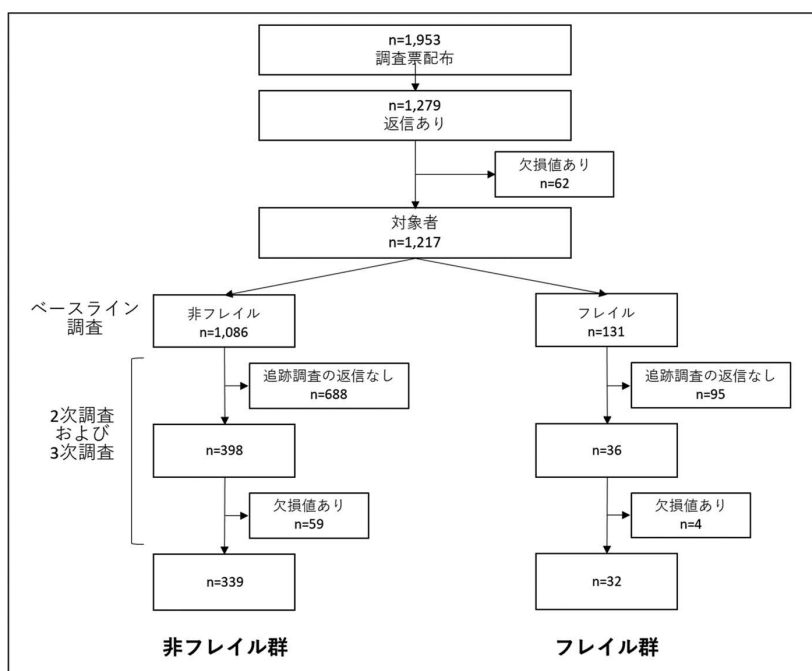 n=1,953
調査票配布
n=1,279
返信あり
欠損値あり
n=62
対象者
n=1,217
ベースライン
調査
非フレイル
n=1,086
フレイル
n=131
追跡調査の返信なし
n=688
追跡調査の返信なし
n=95
2次調査
および
3次調査
n=398
n=36
欠損値あり
n=59
欠損値あり
n=4
n=339
n=32
非フレイル群
フレイル群